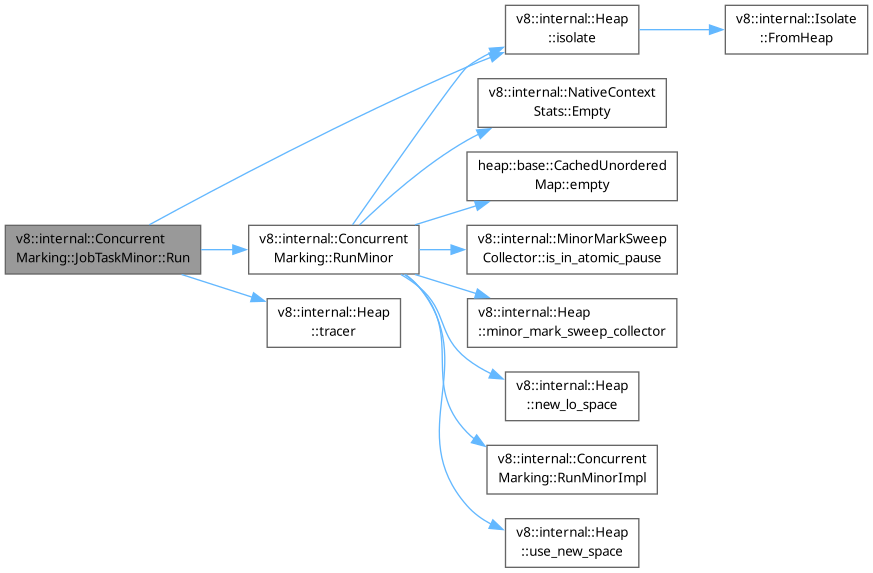 v8::internal::Concurrent
Marking::JobTaskMinor::Run
v8::internal::Heap
::isolate
v8::internal::Isolate
::FromHeap
v8::internal::Concurrent
Marking::RunMinor
v8::internal::NativeContext
Stats::Empty
heap::base::CachedUnordered
Map::empty
v8::internal::MinorMarkSweep
Collector::is_in_atomic_pause
v8::internal::Heap
::minor_mark_sweep_collector
v8::internal::Heap
::new_lo_space
v8::internal::Concurrent
Marking::RunMinorImpl
v8::internal::Heap
::use_new_space
v8::internal::Heap
::tracer